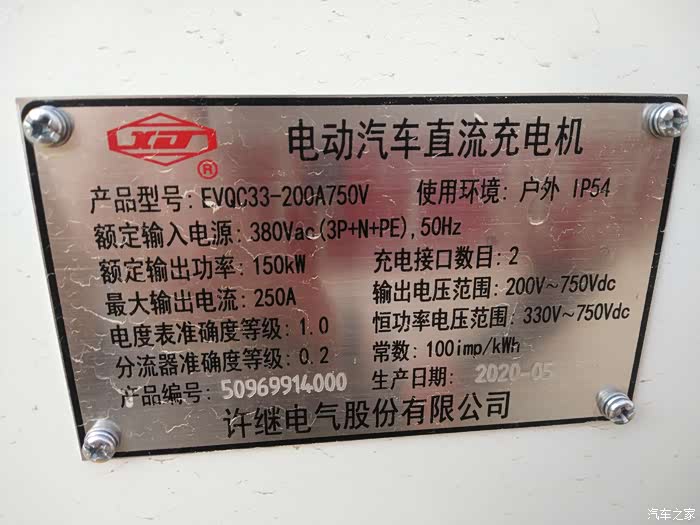 XJ
®
电动汽车直流充电机
产品型号: EVQC33-200A750V 使用环境: 户外 IP54
额定输入电源: 380Vac(3P+N+PE),50Hz
额定输出功率: 150kW 充电接口数目: 2
最大输出电流: 250A 输出电压范围: 200V~750Vdc
电度表准确度等级: 1.0 恒功率电压范围: 330V~750Vdc
分流器准确度等级: 0.2 常数: 100imp/kWh
产品编号: 50969914000 生产日期: 2020-05
许继电气股份有限公司
汽车之家